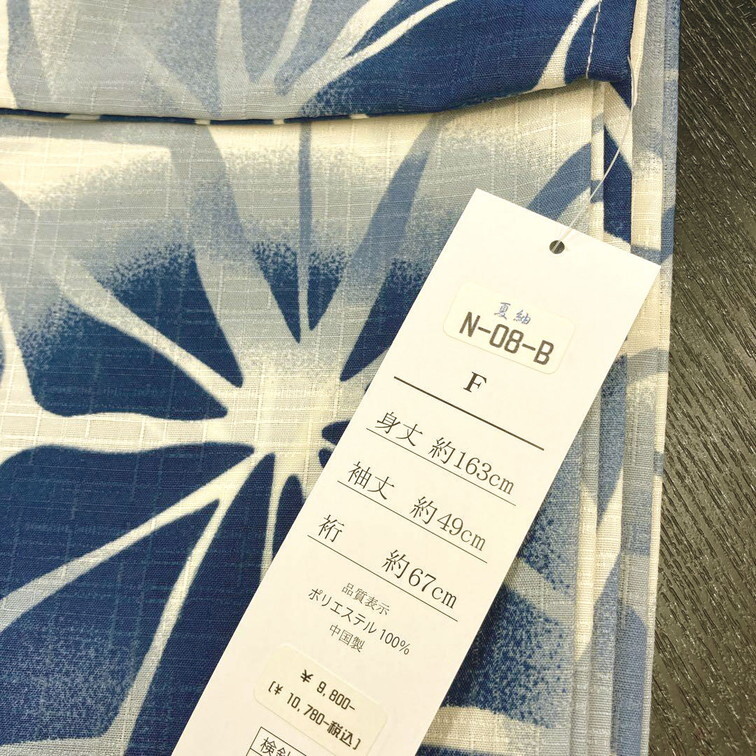 夏紬
N-08-B
F
身丈 約163cm
袖丈 約49cm
裄 約67cm
品質表示
ポリエステル100%
中国製
¥ 9,800-
[¥ 10,780-税込]
検針